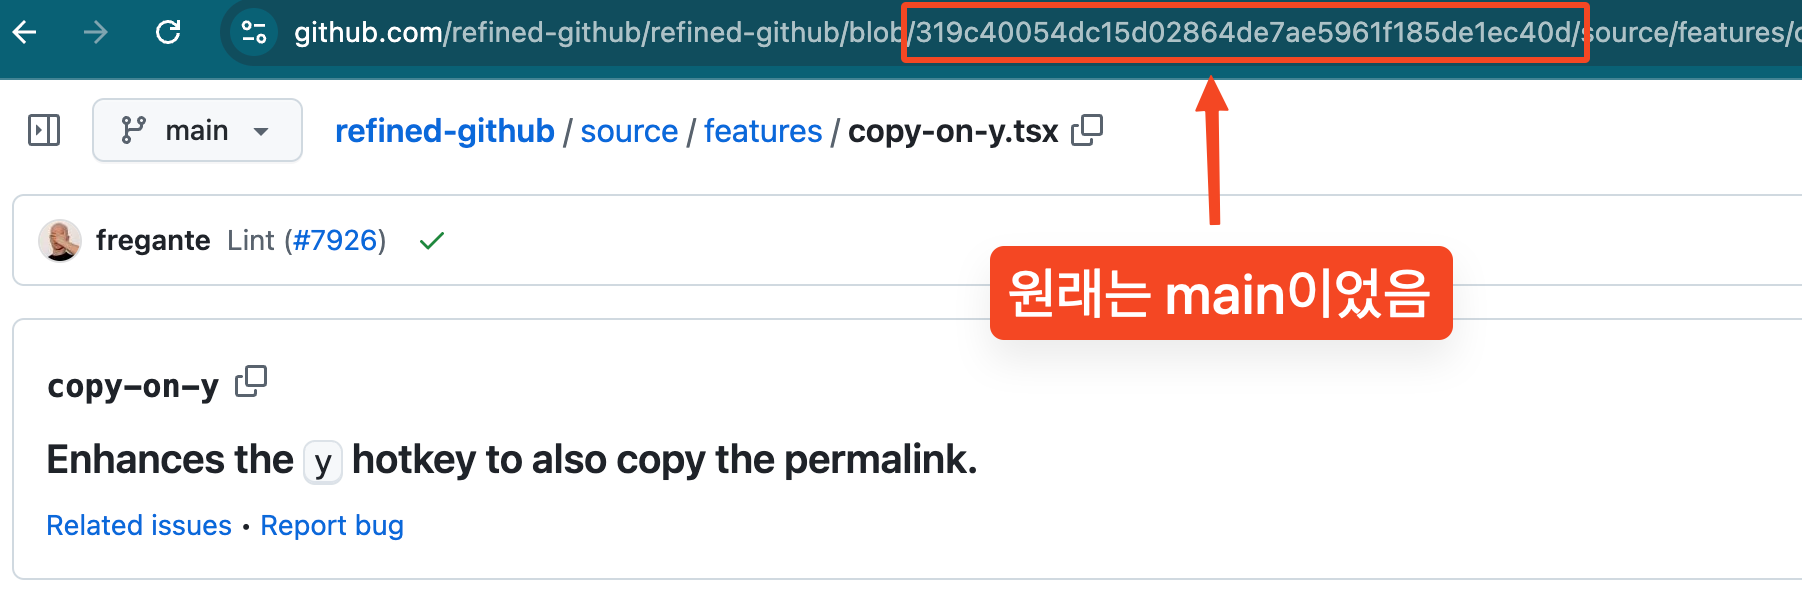 github.com/refined-github/refined-github/blob/319c40054dc15d02864de7ae5961f185de1ec40d/source/features/
main
refined-github / source / features / copy-on-y.tsx
fregante Lint (#7926)
원래는 main이었음
copy-on-y
Enhances the y hotkey to also copy the permalink.
Related issues • Report bug